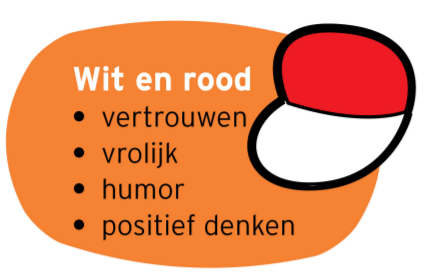 Wit en rood
• vertrouwen
• vrolijk
• humor
• positief denken